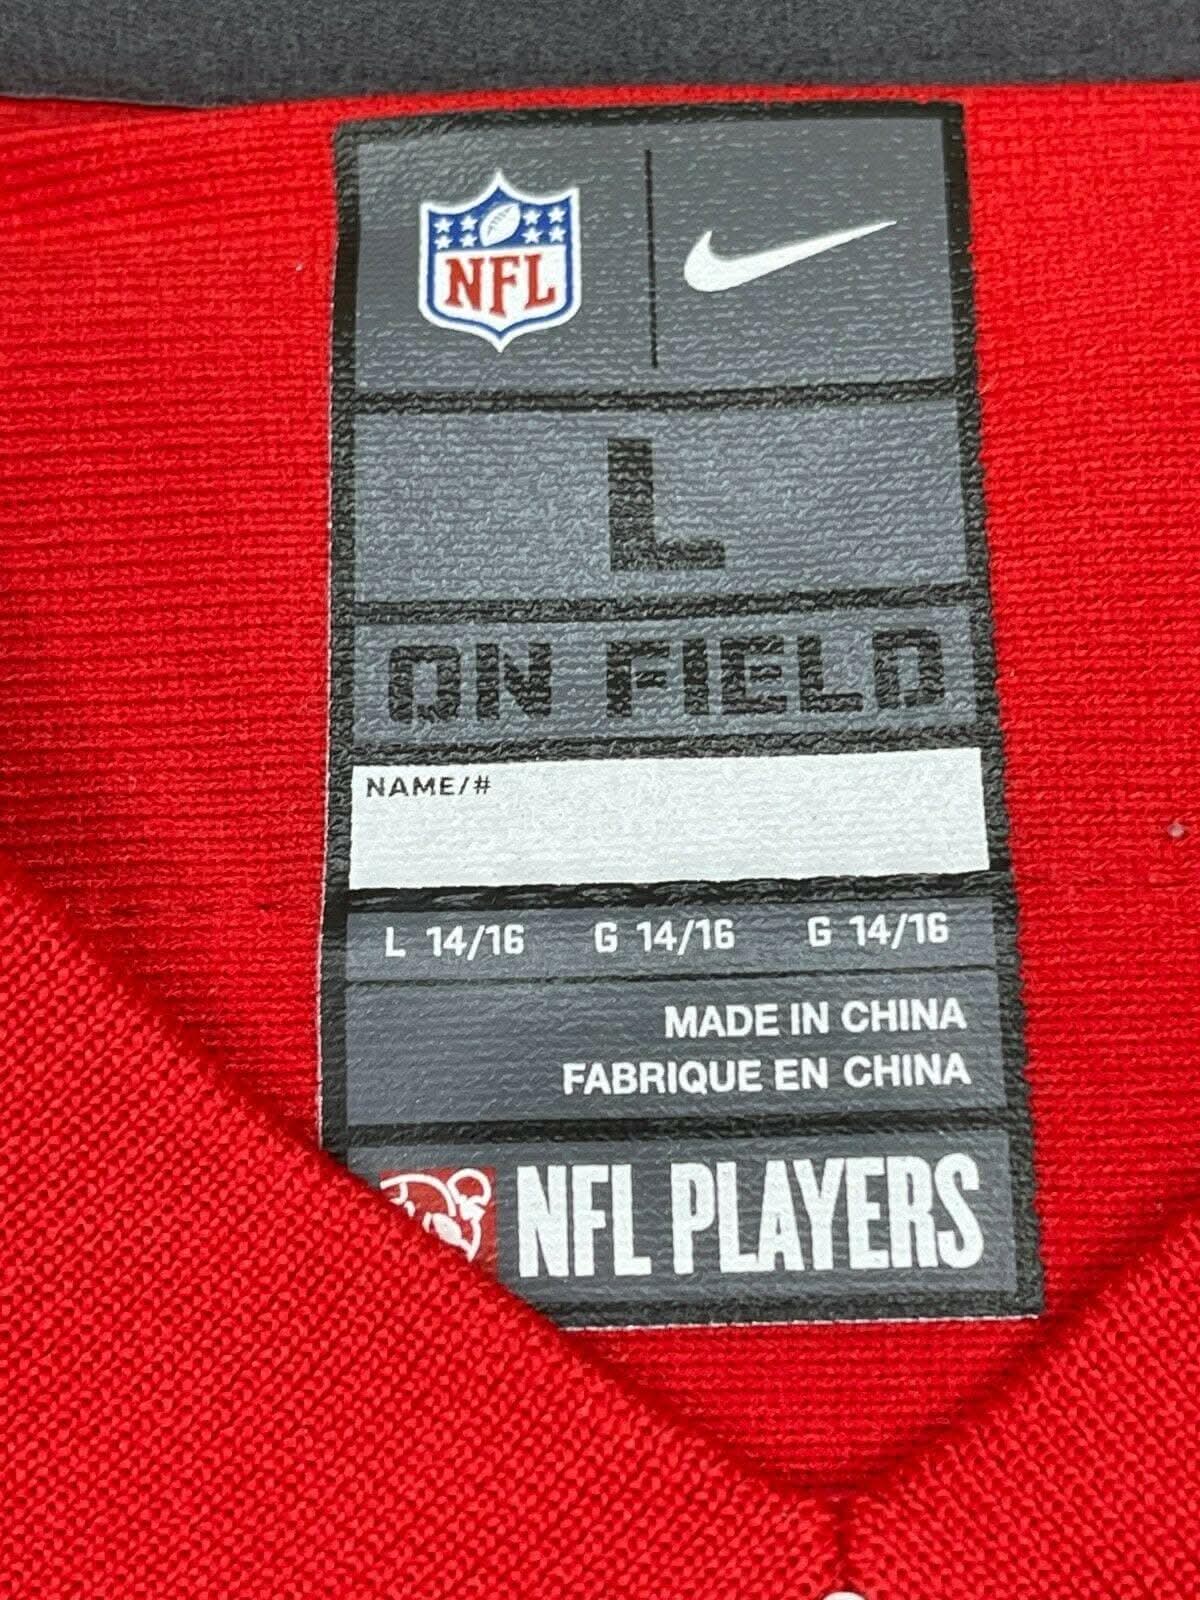 NFL
L
ON FIELD
NAME/#
L 14/16 G 14/16 G 14/16
MADE IN CHINA
FABRIQUE EN CHINA
NFL PLAYERS